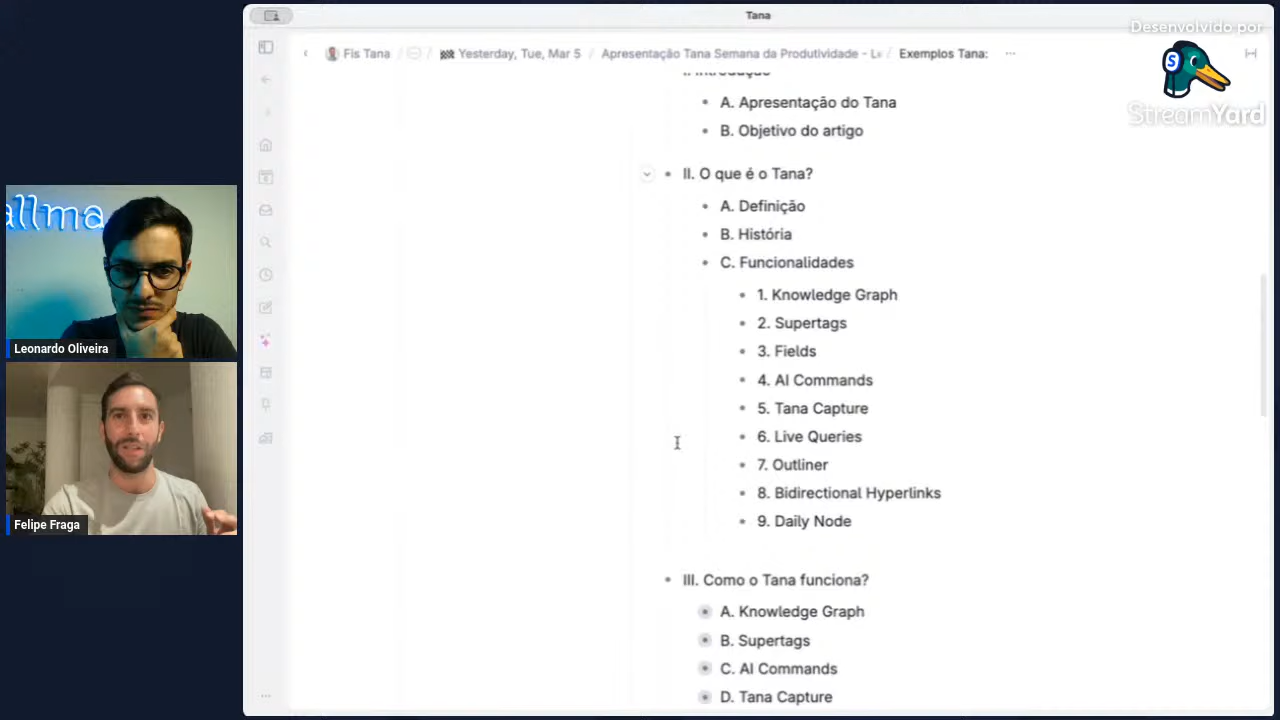 Tana
Desenvolvido por
StreamYard
Fis Tana / / Yesterday, Tue, Mar 5 / Apresentação Tana Semana da Produtividade - L / Exemplos Tana: ...
I. Introdução
A. Apresentação do Tana
B. Objetivo do artigo
II. O que é o Tana?
A. Definição
B. História
C. Funcionalidades
1. Knowledge Graph
2. Supertags
3. Fields
4. AI Commands
5. Tana Capture
6. Live Queries
7. Outliner
8. Bidirectional Hyperlinks
9. Daily Node
III. Como o Tana funciona?
A. Knowledge Graph
B. Supertags
C. AI Commands
D. Tana Capture
allma
Leonardo Oliveira
Felipe Fraga